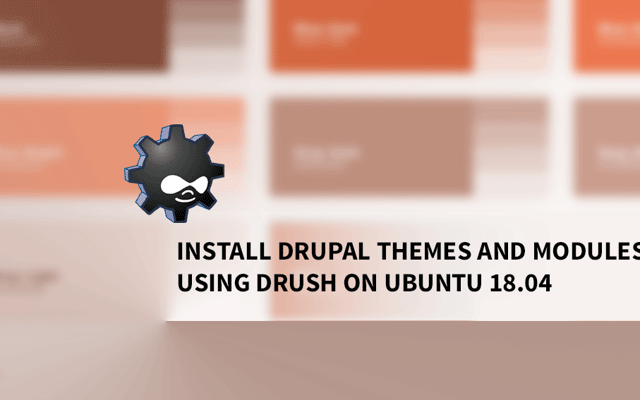 INSTALL DRUPAL THEMES AND MODULES
USING DRUSH ON UBUNTU 18.04